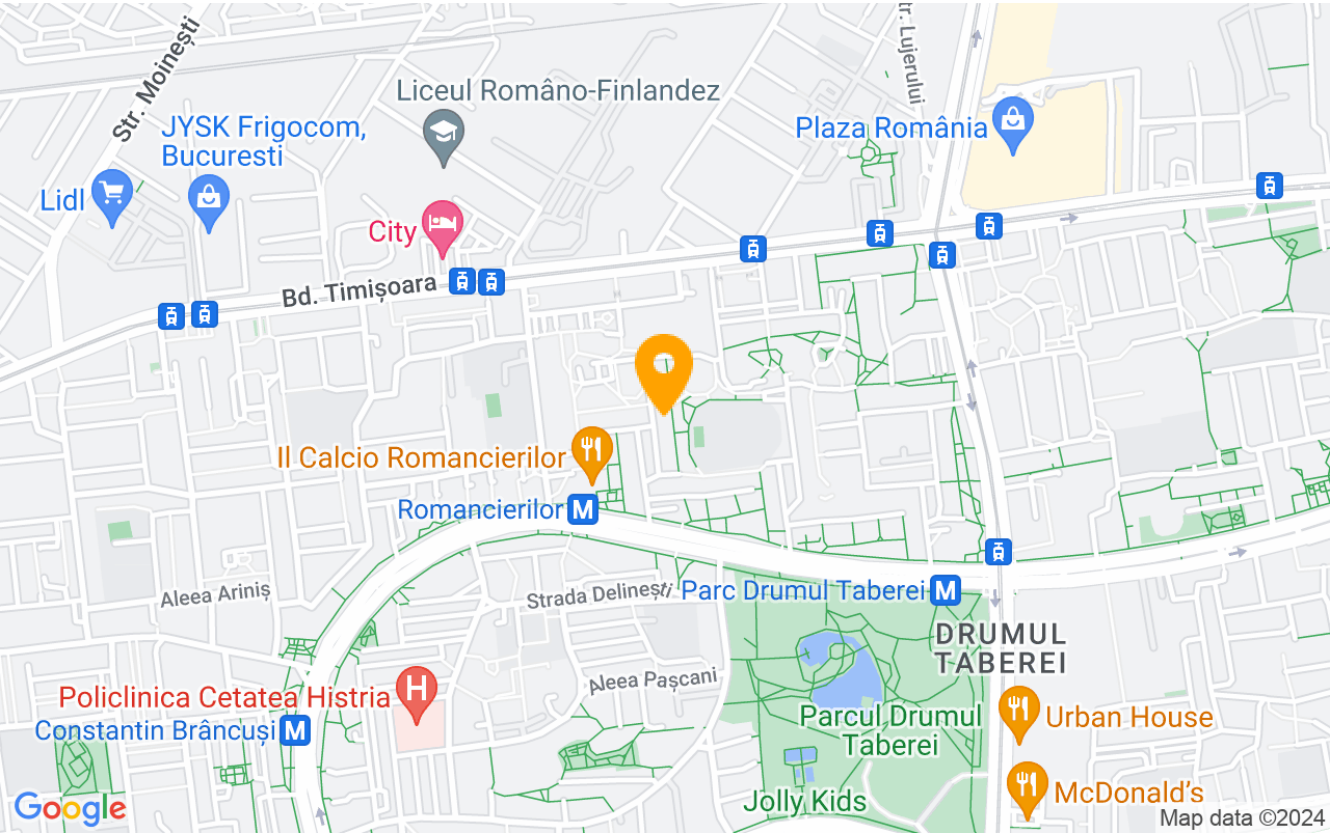 Str. Moinești
tr. Lujerului
Liceul Româno-Finlandez
JYSK Frigocom,
Bucuresti
Plaza România
Lidl
City
Bd. Timișoara
Il Calcio Romancierilor
Romancierilor
M
Aleea Ariniș
Strada Delinești
Parc Drumul Taberei
M
DRUMUL
TABEREI
Aleea Pașcani
Policlinica Cetatea Histria
H
Constantin Brâncuși
M
Parcul Drumul
Taberei
Urban House
Jolly Kids
McDonald's
Google
Map data ©2024